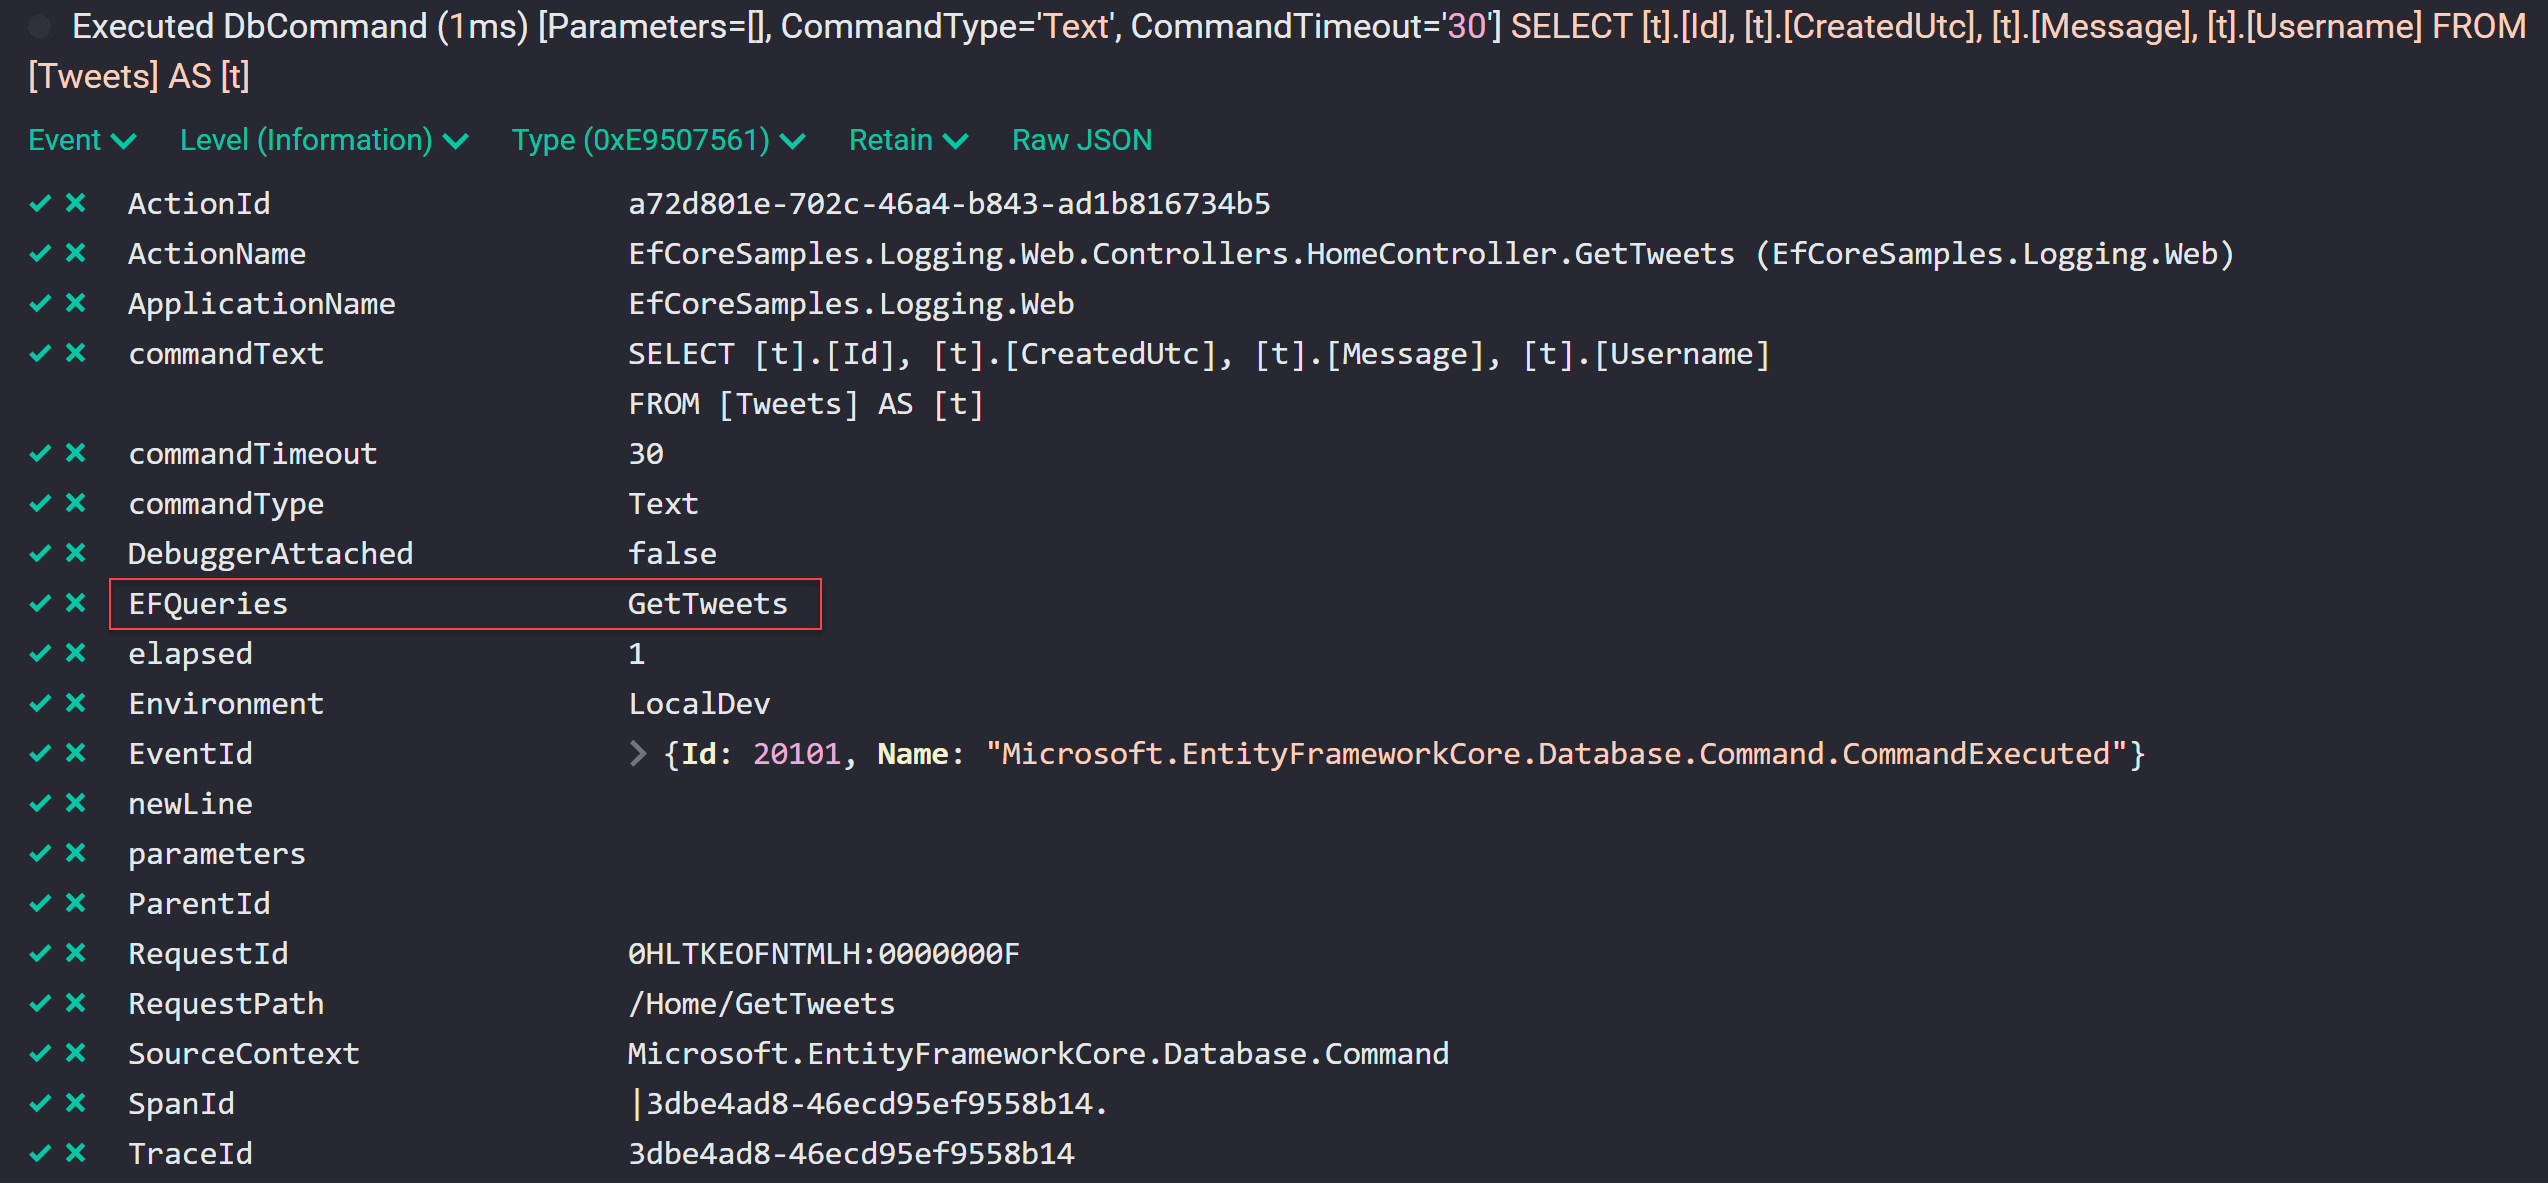 Executed DbCommand (1ms) [Parameters=[], CommandType='Text', CommandTimeout='30'] SELECT [t].[Id], [t].[CreatedUtc], [t].[Message], [t].[Username] FROM
[Tweets] AS [t]
Event Level (Information) Type (0xE9507561) Retain Raw JSON
ActionId a72d801e-702c-46a4-b843-ad1b816734b5
ActionName EfCoreSamples.Logging.Web.Controllers.HomeController.GetTweets (EfCoreSamples.Logging.Web)
ApplicationName EfCoreSamples.Logging.Web
commandText SELECT [t].[Id], [t].[CreatedUtc], [t].[Message], [t].[Username]
FROM [Tweets] AS [t]
commandTimeout 30
commandType Text
DebuggerAttached false
EFQueries GetTweets
elapsed 1
Environment LocalDev
EventId {Id: 20101, Name: "Microsoft.EntityFrameworkCore.Database.Command.CommandExecuted"}
newLine
parameters
ParentId
RequestId 0HLTKEOFNTMLH:0000000F
RequestPath /Home/GetTweets
SourceContext Microsoft.EntityFrameworkCore.Database.Command
SpanId |3dbe4ad8-46ecd95ef9558b14.
TraceId 3dbe4ad8-46ecd95ef9558b14